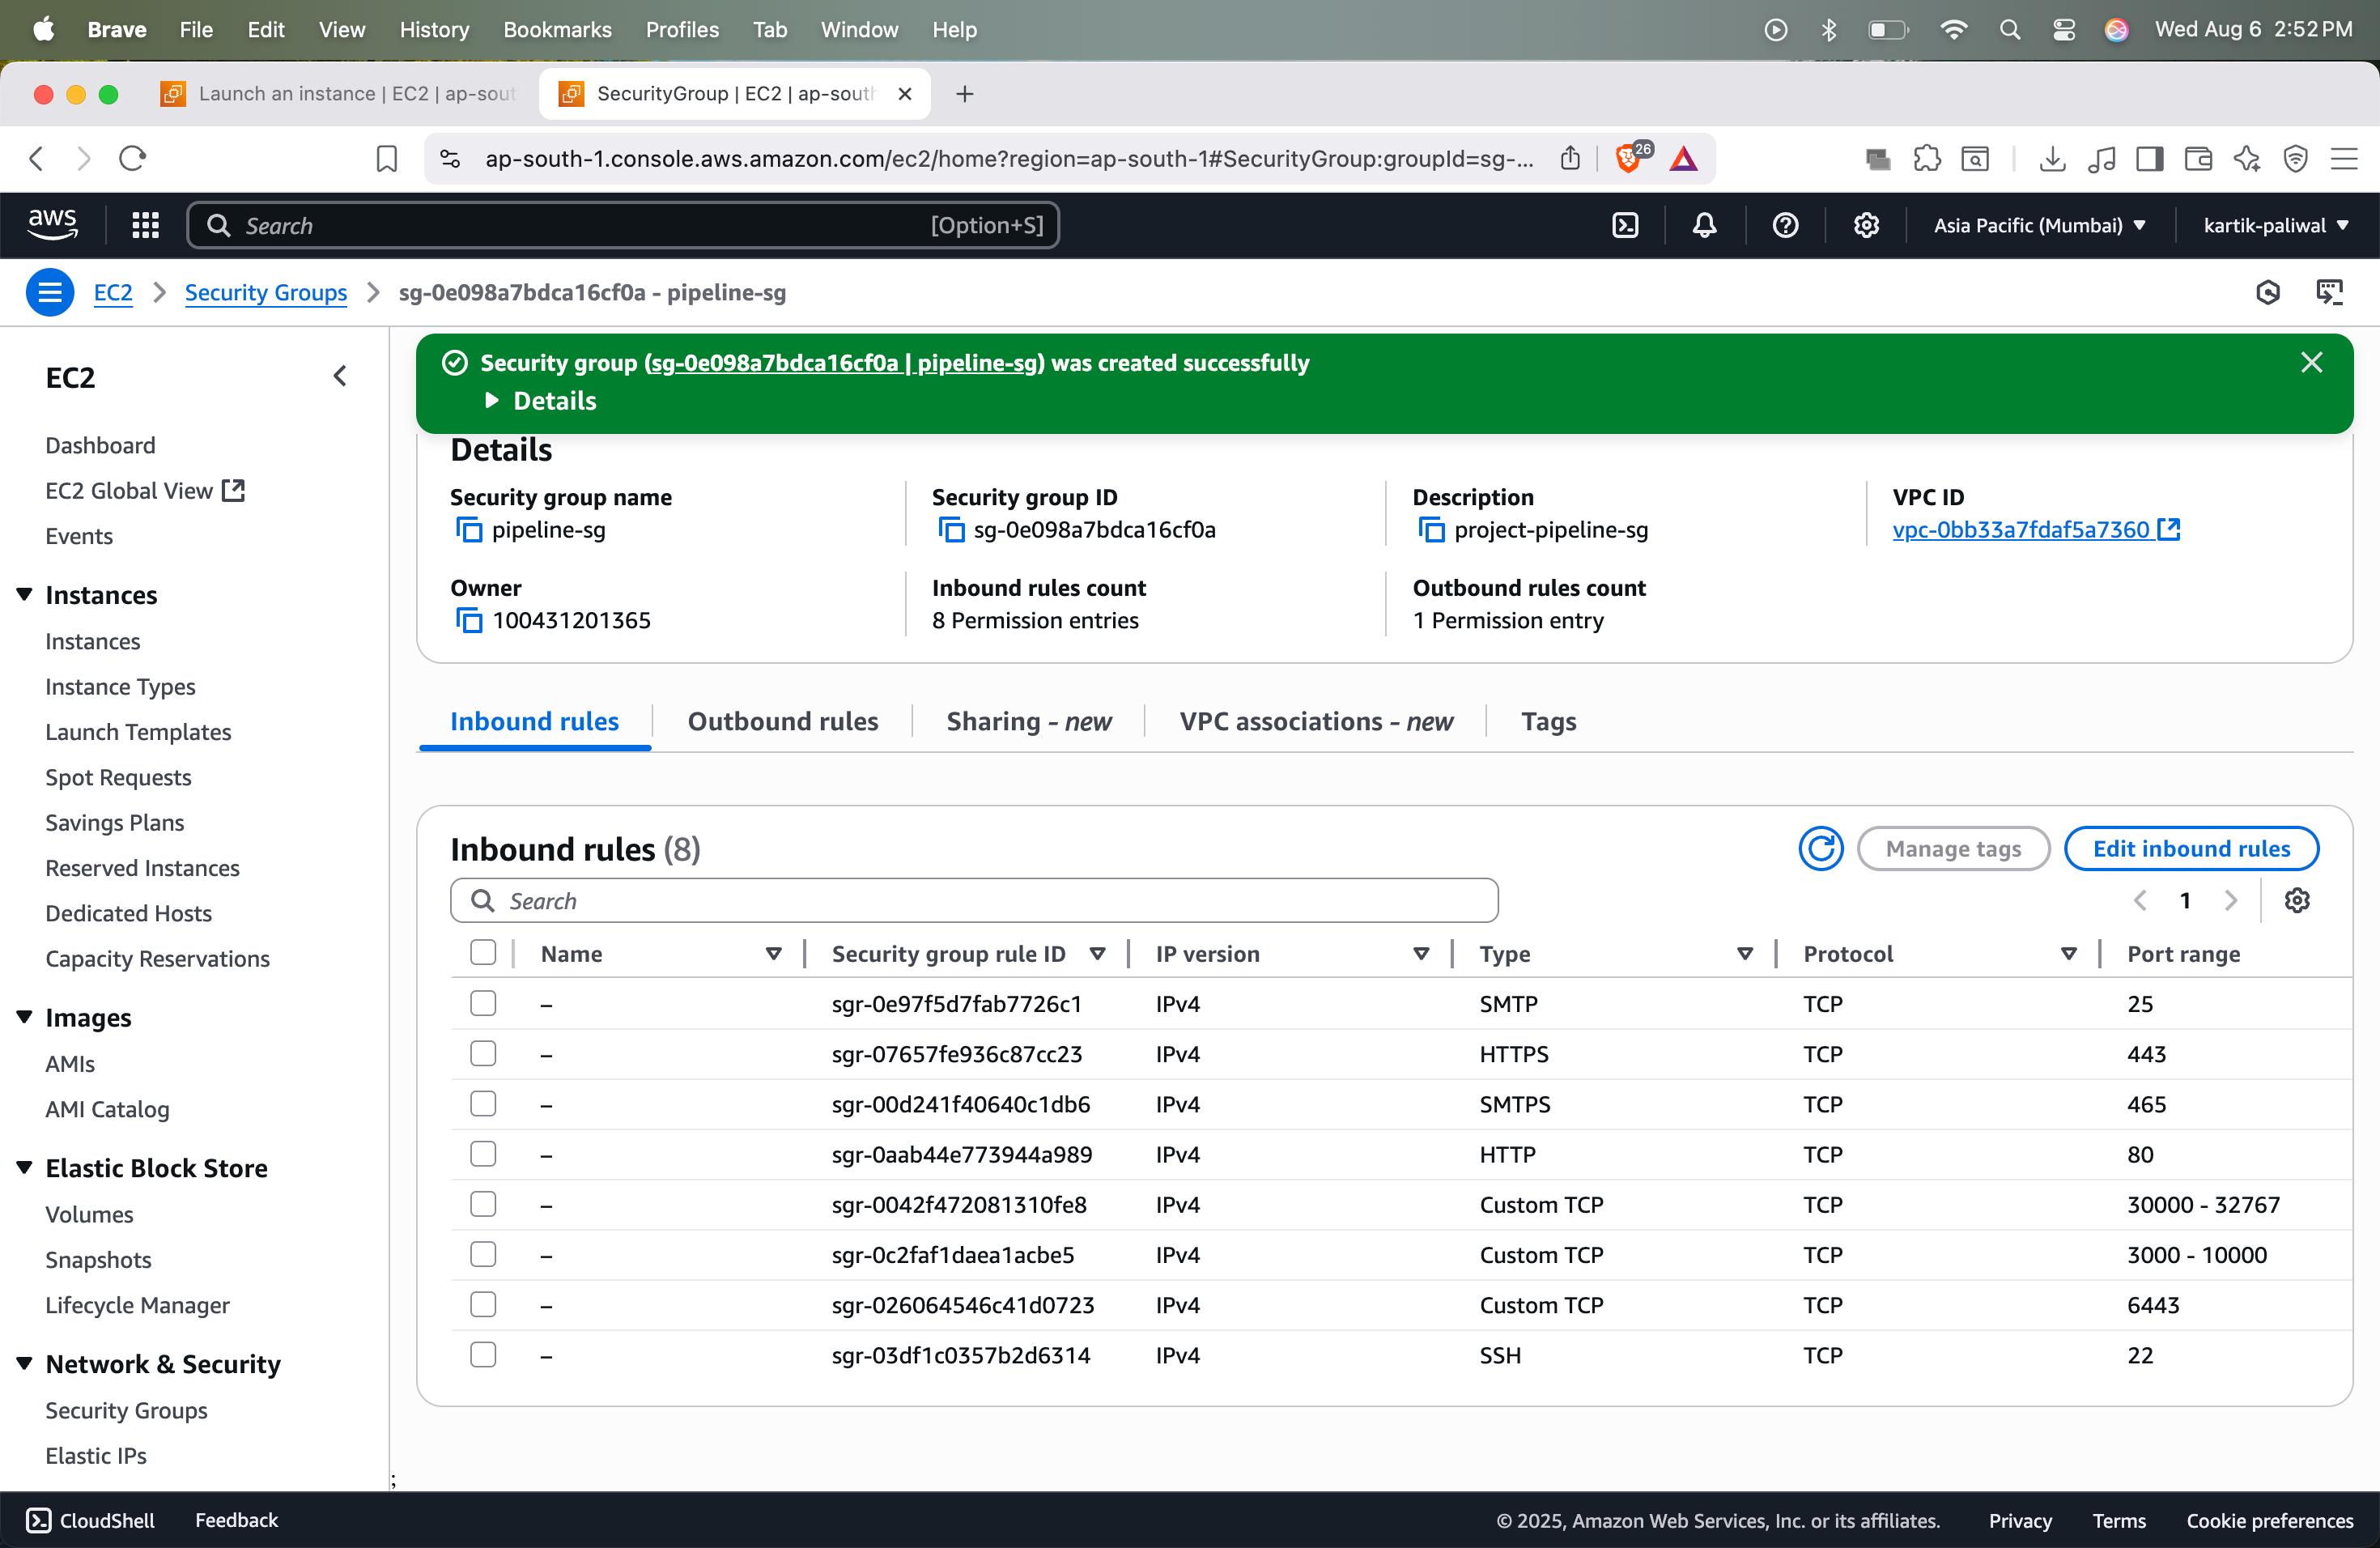 Brave File Edit View History Bookmarks Profiles Tab Window Help Wed Aug 6 2:52 PM
Launch an instance | EC2 | ap-sout SecurityGroup | EC2 | ap-south
ap-south-1.console.aws.amazon.com/ec2/home?region=ap-south-1#SecurityGroup:groupId=sg-... 26
aws Search [Option+S] Asia Pacific (Mumbai) kartik-paliwal
EC2 Security Groups sg-0e098a7bdca16cf0a - pipeline-sg
EC2
Dashboard
EC2 Global View
Events
Instances
Instances
Instance Types
Launch Templates
Spot Requests
Savings Plans
Reserved Instances
Dedicated Hosts
Capacity Reservations
Images
AMIs
AMI Catalog
Elastic Block Store
Volumes
Snapshots
Lifecycle Manager
Network & Security
Security Groups
Elastic IPs
Security group (sg-0e098a7bdca16cf0a | pipeline-sg) was created successfully
Details
Details
Security group name Security group ID Description VPC ID
pipeline-sg sg-0e098a7bdca16cf0a project-pipeline-sg vpc-0bb33a7fdaf5a7360
Owner Inbound rules count Outbound rules count
100431201365 8 Permission entries 1 Permission entry
Inbound rules Outbound rules Sharing - new VPC associations - new Tags
Inbound rules (8) Manage tags Edit inbound rules
Search 1
Name Security group rule ID IP version Type Protocol Port range
– sgr-0e97f5d7fab7726c1 IPv4 SMTP TCP 25
– sgr-07657fe936c87cc23 IPv4 HTTPS TCP 443
– sgr-00d241f40640c1db6 IPv4 SMTPS TCP 465
– sgr-0aab44e773944a989 IPv4 HTTP TCP 80
– sgr-0042f472081310fe8 IPv4 Custom TCP TCP 30000 - 32767
– sgr-0c2faf1daea1acbe5 IPv4 Custom TCP TCP 3000 - 10000
– sgr-026064546c41d0723 IPv4 Custom TCP TCP 6443
– sgr-03df1c0357b2d6314 IPv4 SSH TCP 22
;
CloudShell Feedback © 2025, Amazon Web Services, Inc. or its affiliates. Privacy Terms Cookie preferences